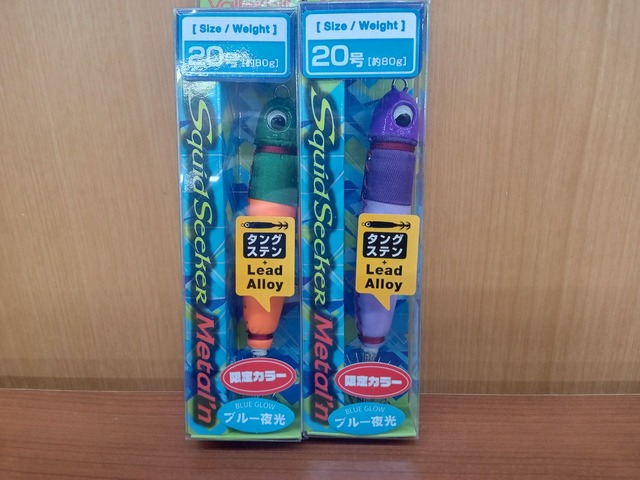 [ Size / Weight ]
20号 [約80g]
Squid Seeker Metal'n
タング
ステン
+
Lead
Alloy
限定カラー
BLUE GLOW
ブルー夜光
[ Size / Weight ]
20号 [約80g]
Squid Seeker Metal'n
タング
ステン
+
Lead
Alloy
限定カラー
BLUE GLOW
ブルー夜光